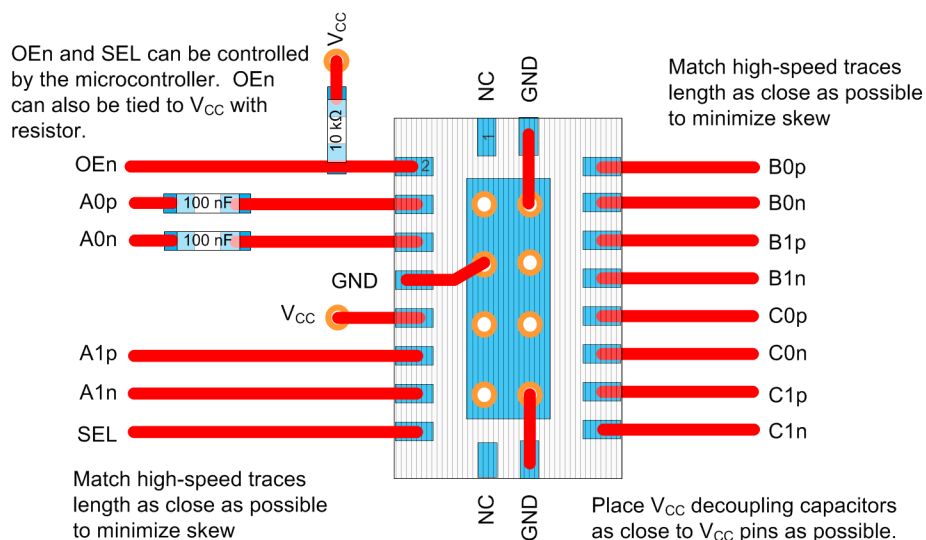 OEn and SEL can be controlled
by the microcontroller. OEn
can also be tied to VCC with
resistor.
VCC
10 kΩ
NC
GND
Match high-speed traces
length as close as possible
to minimize skew
1
2
OEn
A0p
100 nF
A0n
100 nF
GND
VCC
A1p
A1n
SEL
B0p
B0n
B1p
B1n
C0p
C0n
C1p
C1n
Match high-speed traces
length as close as possible
to minimize skew
NC
GND
Place VCC decoupling capacitors
as close to VCC pins as possible.